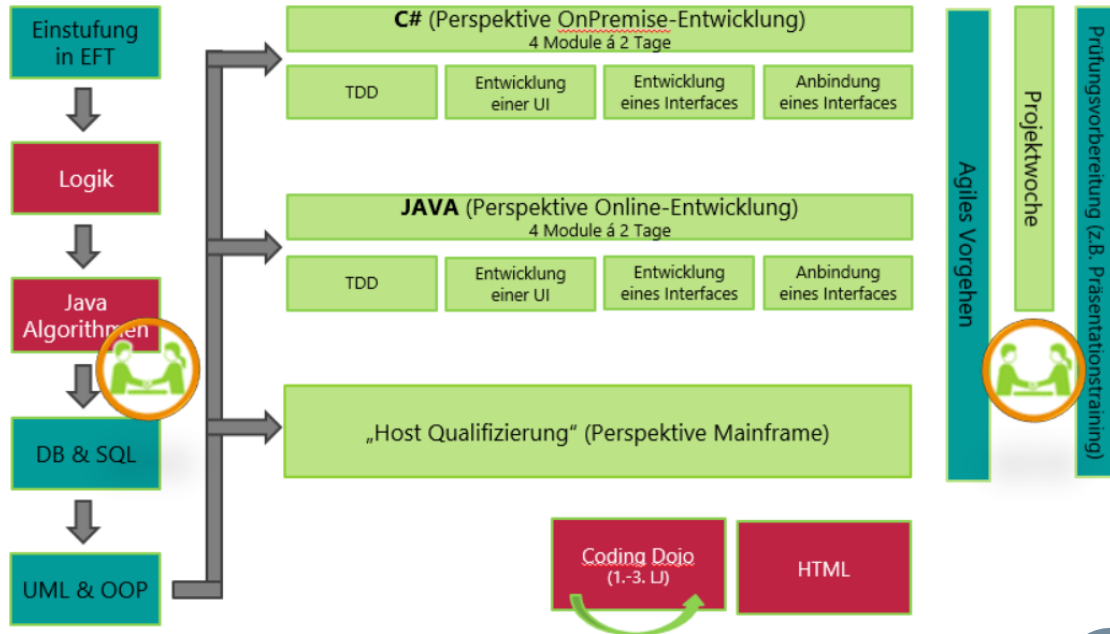 Einstufung
in EFT
Logik
Java
Algorithmen
DB & SQL
UML & OOP
C# (Perspektive OnPremise-Entwicklung)
4 Module á 2 Tage
TDD
Entwicklung
einer UI
Entwicklung
eines Interfaces
Anbindung
eines Interfaces
JAVA (Perspektive Online-Entwicklung)
4 Module á 2 Tage
TDD
Entwicklung
einer UI
Entwicklung
eines Interfaces
Anbindung
eines Interfaces
„Host Qualifizierung“ (Perspektive Mainframe)
Coding Dojo
(1.-3. LJ)
HTML
Agiles Vorgehen
Projektwoche
Prüfungsvorbereitung (z.B. Präsentationstraining)